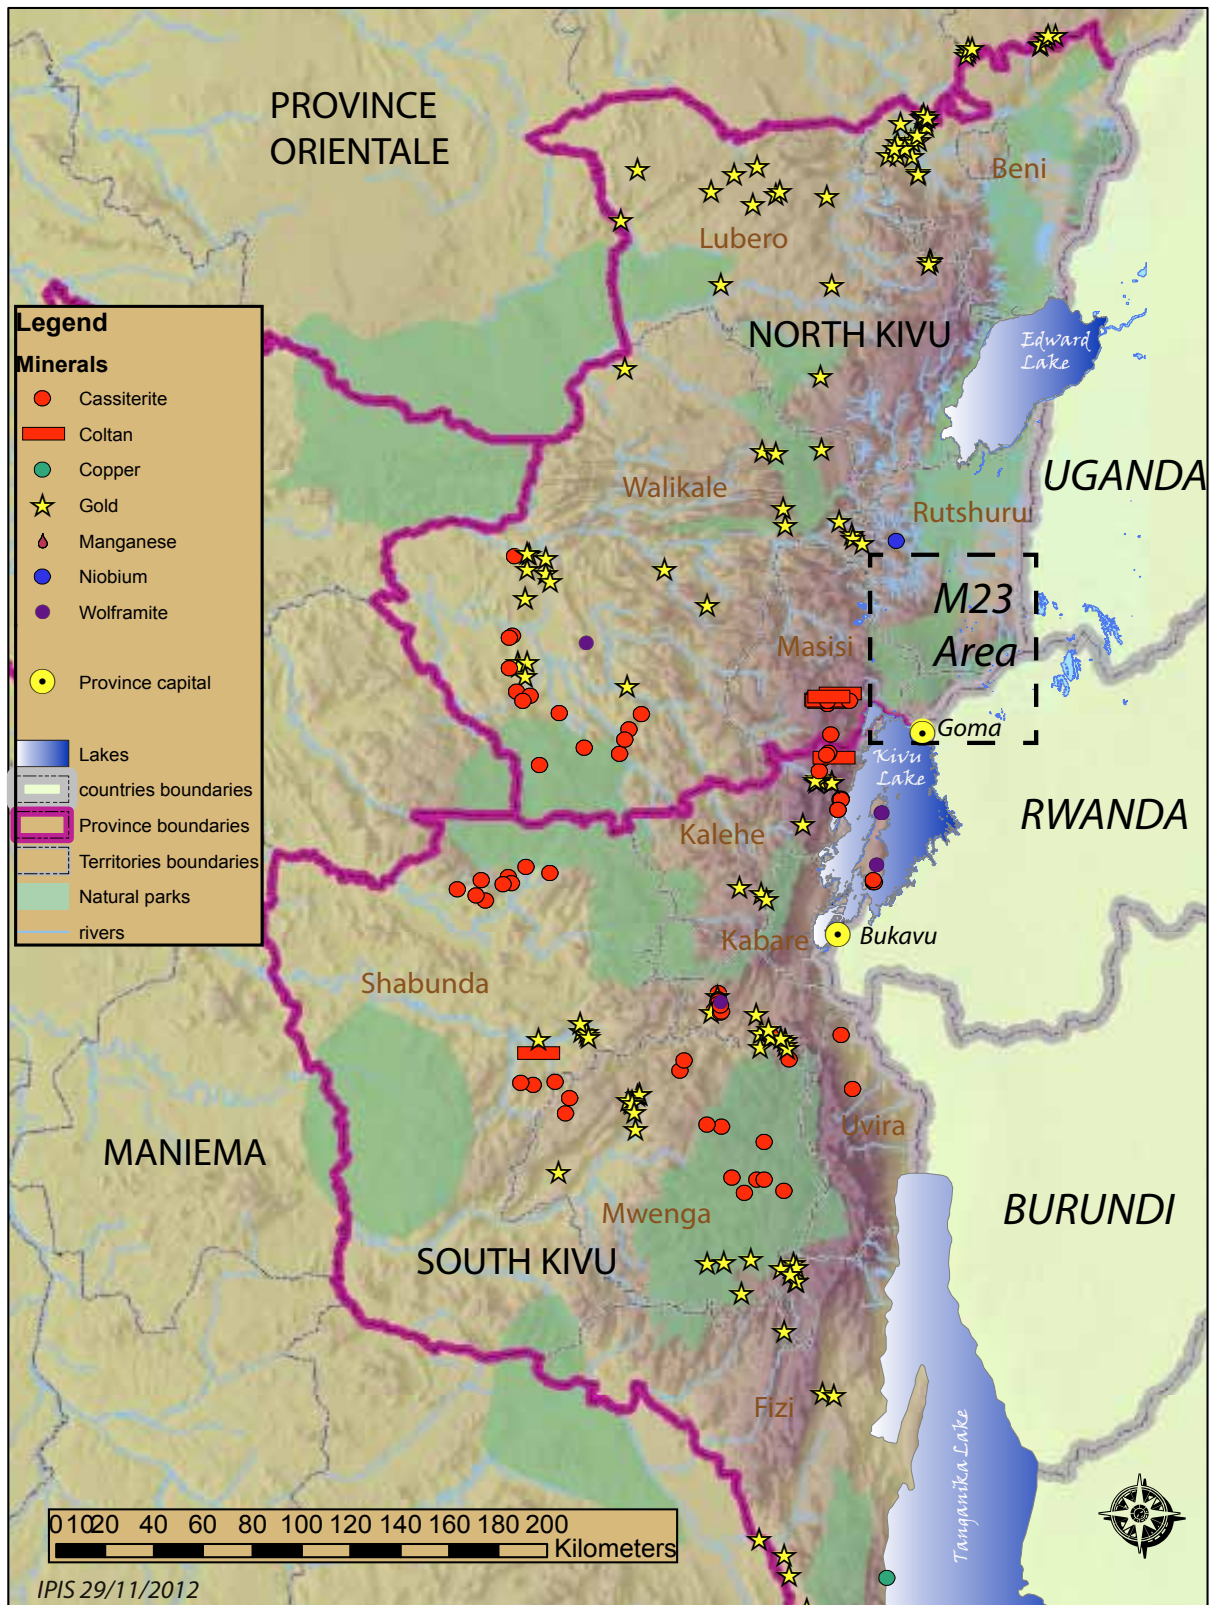 PROVINCE
ORIENTALE
Beni
Lubero
NORTH KIVU
Edward
Lake
Legend
Minerals
Cassiterite
Coltan
Copper
Gold
Manganese
Niobium
Wolframite
Province capital
Lakes
countries boundaries
Province boundaries
Territories boundaries
Natural parks
rivers
UGANDA
Walikale
Rutshuru
M23
Area
Masisi
Goma
Kivu
Lake
RWANDA
Kalehe
Kabare
Bukavu
Shabunda
MANIEMA
Uvira
Mwenga
BURUNDI
SOUTH KIVU
Fizi
Tanganika Lake
0 10 20 40 60 80 100 120 140 160 180 200
Kilometers
IPIS 29/11/2012